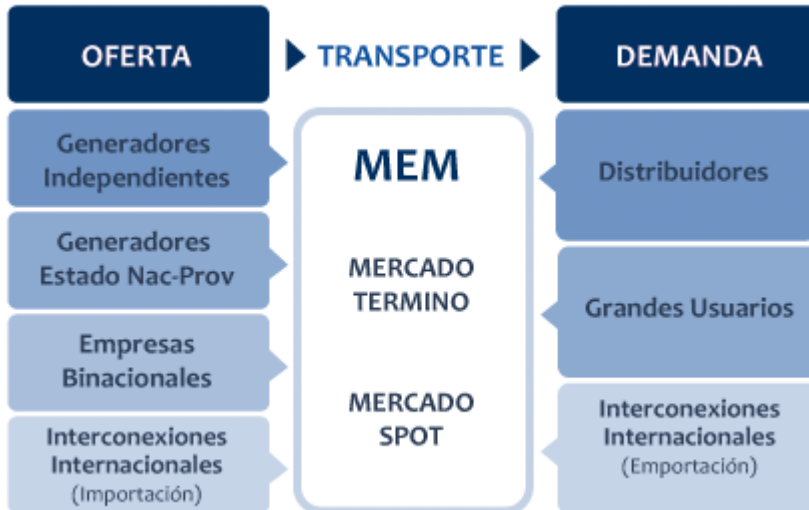 OFERTA
TRANSPORTE
DEMANDA
Generadores
Independientes
Generadores
Estado Nac-Prov
Empresas
Binacionales
Interconexiones
Internacionales
(Importación)
MEM
MERCADO
TERMINO
MERCADO
SPOT
Distribuidores
Grandes Usuarios
Interconexiones
Internacionales
(Emportación)